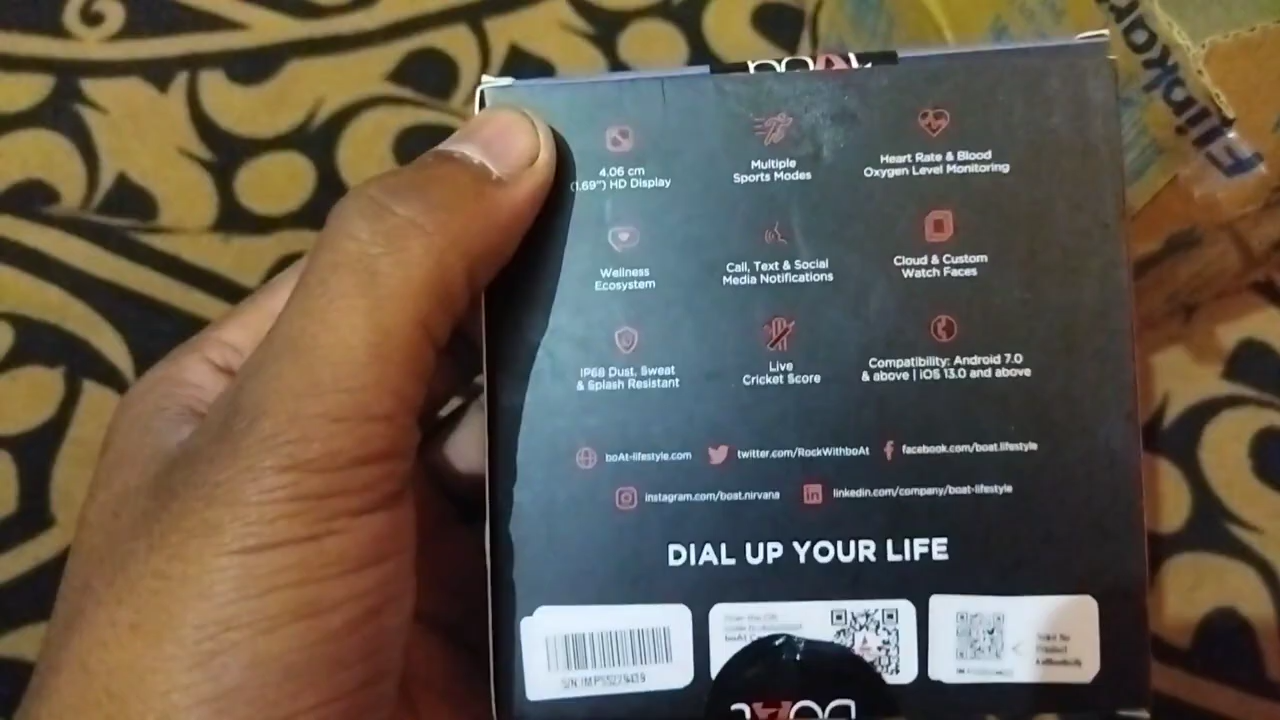 4.06 cm
(1.69") HD Display
Multiple
Sports Modes
Heart Rate & Blood
Oxygen Level Monitoring
Wellness
Ecosystem
Call, Text & Social
Media Notifications
Cloud & Custom
Watch Faces
IP68 Dust, Sweat
& Splash Resistant
Live
Cricket Score
Compatibility: Android 7.0
& above | iOS 13.0 and above
boAt-lifestyle.com
twitter.com/RockWithboAt
facebook.com/boat.lifestyle
instagram.com/boat.nirvana
linkedin.com/company/boat-lifestyle
DIAL UP YOUR LIFE